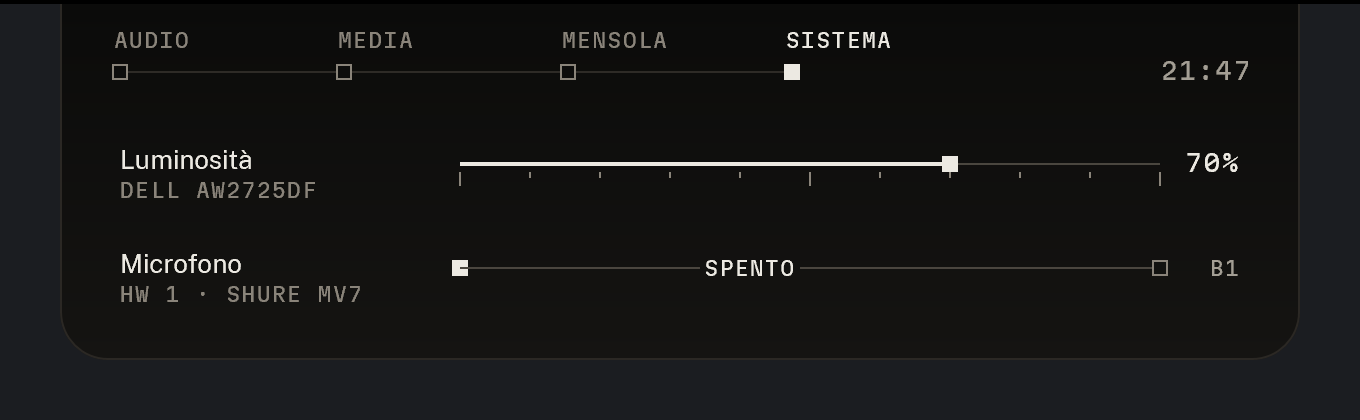 AUDIO MEDIA MENSOLA SISTEMA
21:47
Luminosità 70%
DELL AW2725DF
Microfono SPENTO B1
HW 1 · SHURE MV7